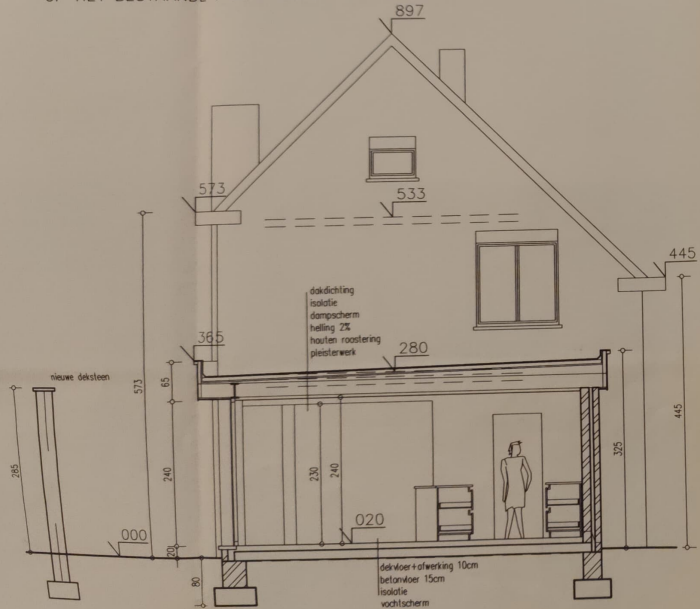 897
573
533
445
dakdichting
isolatie
dampscherm
helling 2%
houten roostering
pleisterwerk
365
280
nieuwe deksteen
65
573
285
240
230
240
325
445
000
020
20
80
dekvloer+afwerking 10cm
betonvloer 15cm
isolatie
vochtscherm